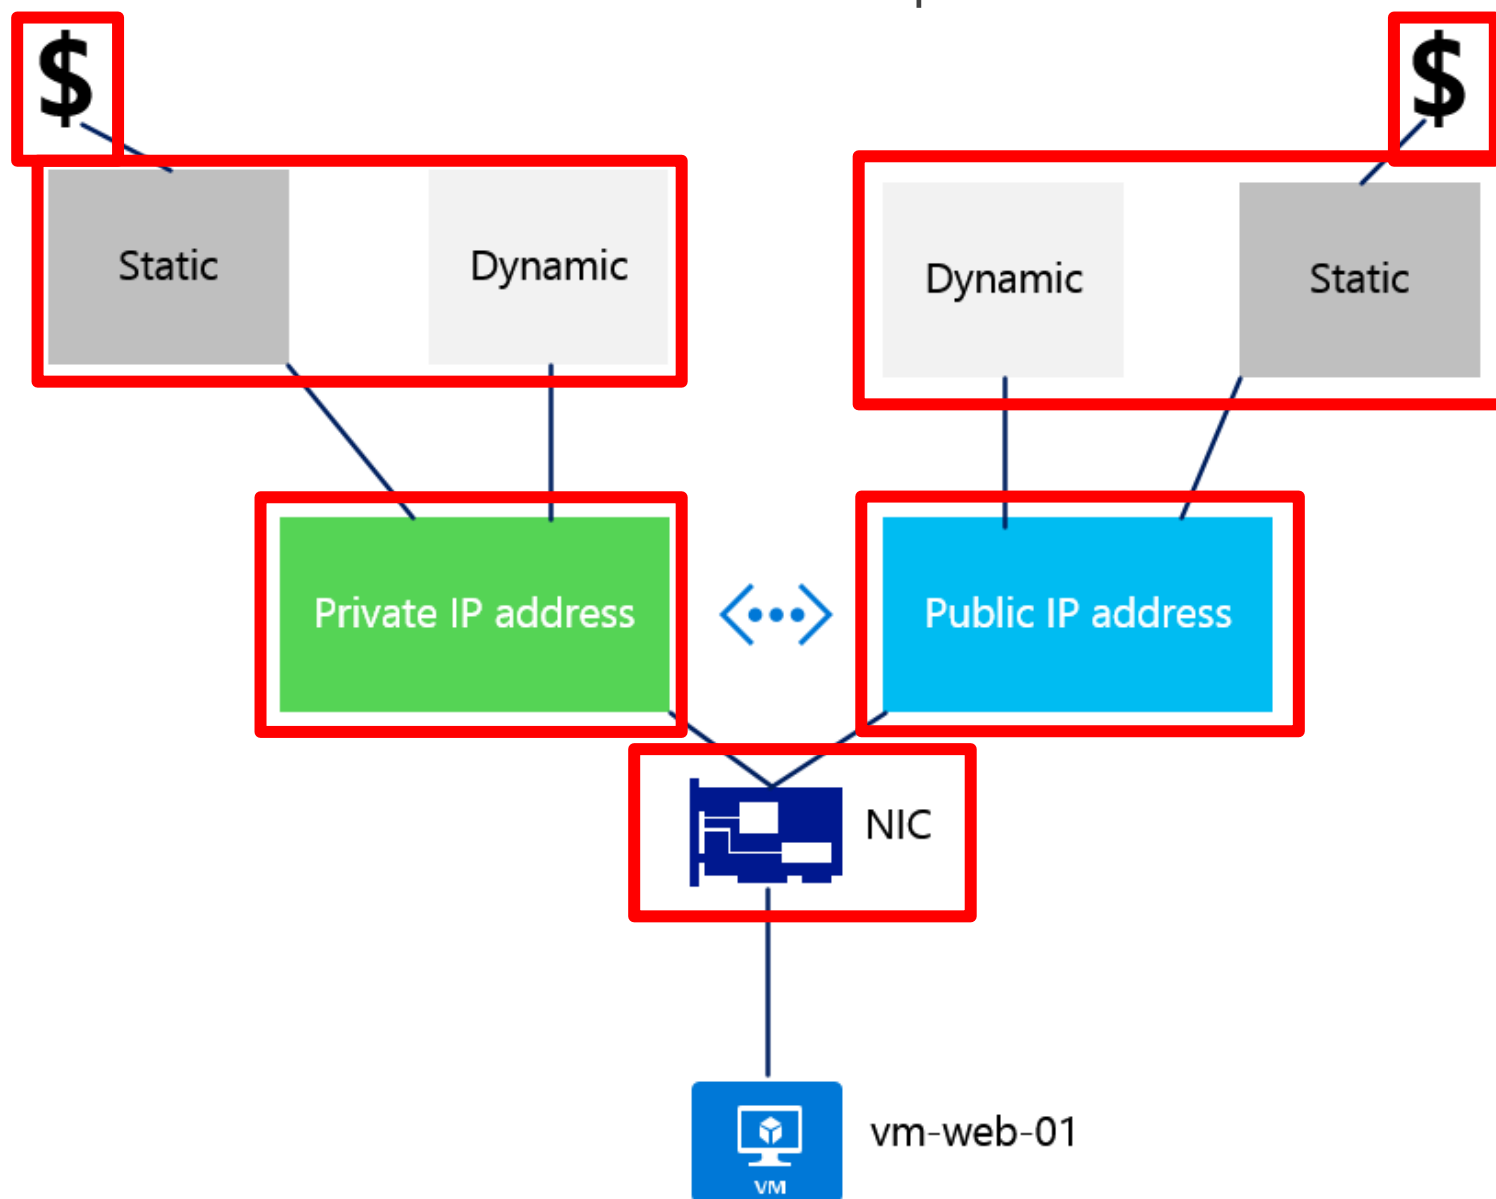 $
$
Static
Dynamic
Dynamic
Static
Private IP address
Public IP address
NIC
vm-web-01
VM